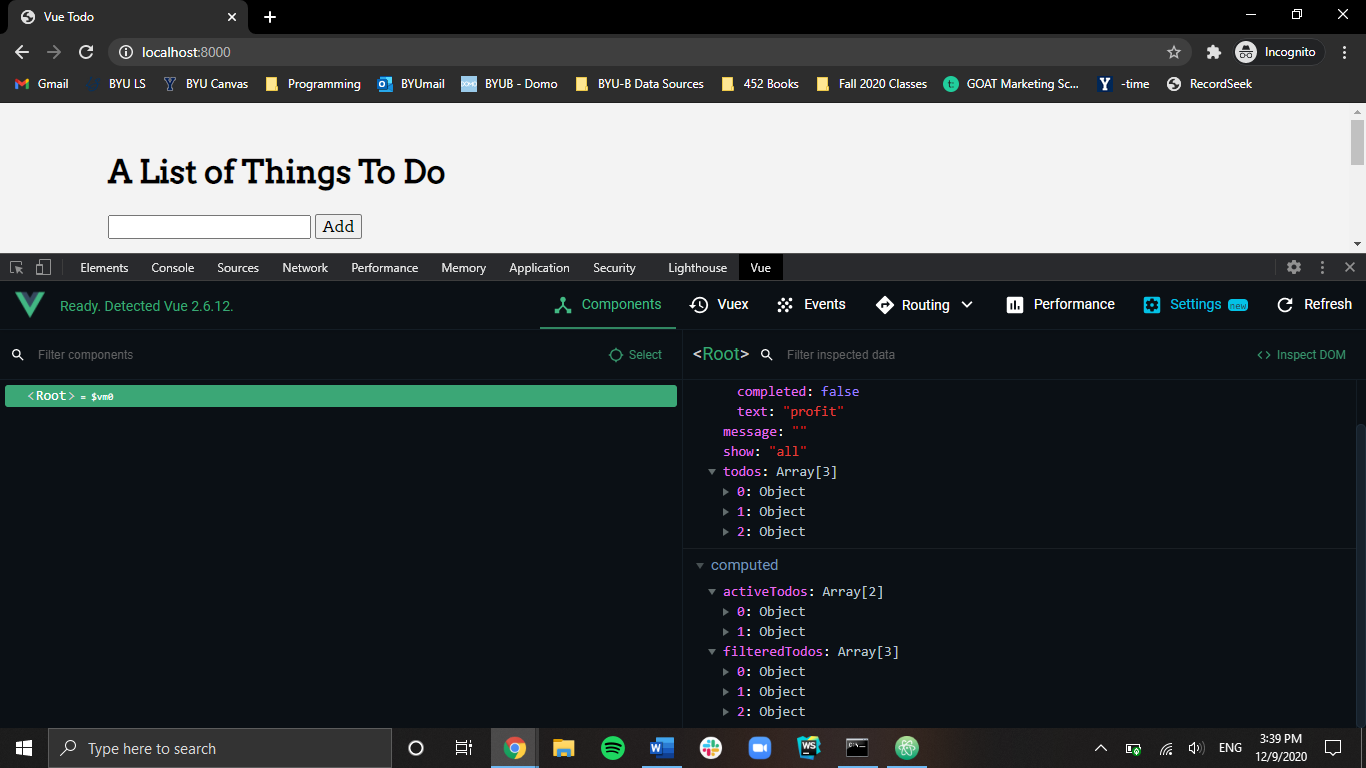 Vue Todo
localhost:8000
Incognito
Gmail BYU LS BYU Canvas Programming BYUmail BYUB - Domo BYU-B Data Sources 452 Books Fall 2020 Classes GOAT Marketing Sc... -time RecordSeek
A List of Things To Do
Add
Elements Console Sources Network Performance Memory Application Security Lighthouse Vue
Ready. Detected Vue 2.6.12.
Components Vuex Events Routing Performance Settings new Refresh
Filter components
Select
<Root>
Filter inspected data
<> Inspect DOM
<Root> = $vm0
completed: false
text: "profit"
message: ""
show: "all"
todos: Array[3]
0: Object
1: Object
2: Object
computed
activeTodos: Array[2]
0: Object
1: Object
filteredTodos: Array[3]
0: Object
1: Object
2: Object
Type here to search
ENG
3:39 PM
12/9/2020